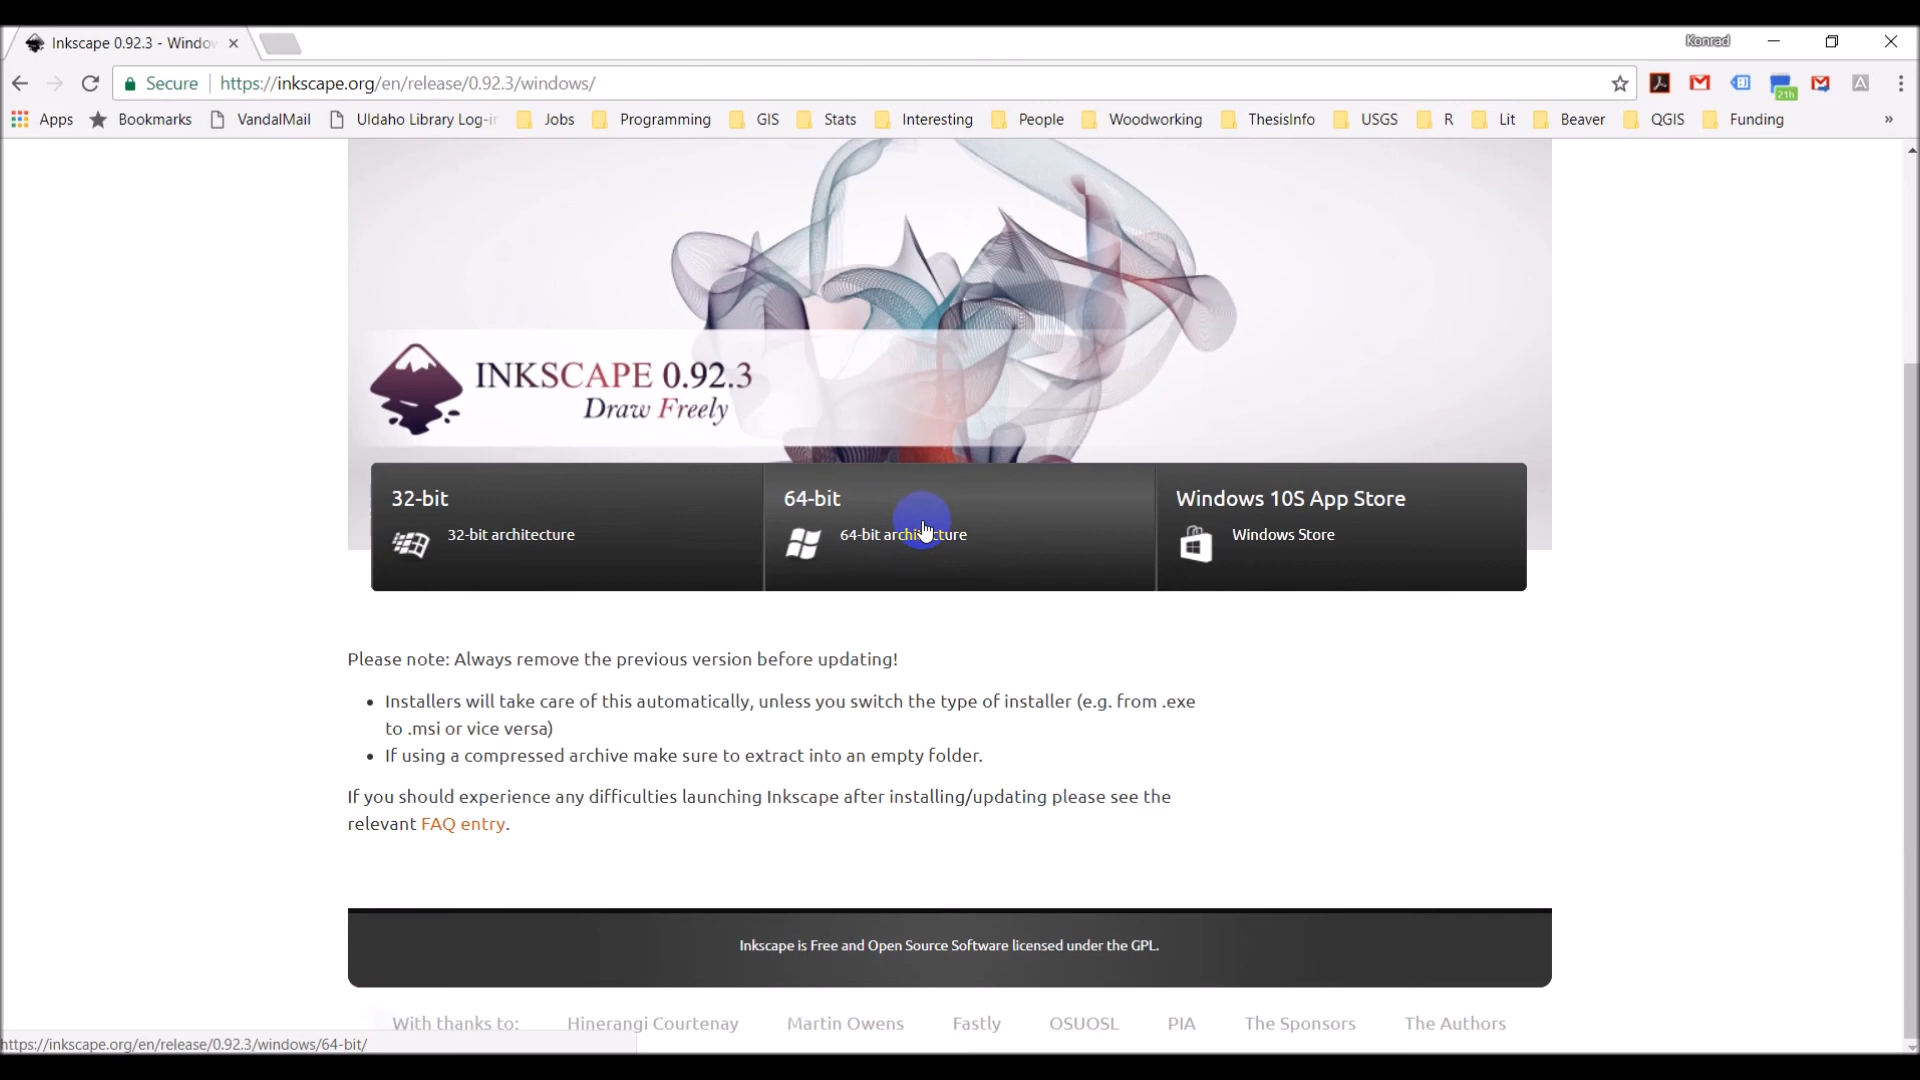 Inkscape 0.92.3 - Window
Konrad
Secure https://inkscape.org/en/release/0.92.3/windows/
21h
Apps Bookmarks VandalMail UIdaho Library Log-in Jobs Programming GIS Stats Interesting People Woodworking ThesisInfo USGS R Lit Beaver QGIS Funding »
INKSCAPE 0.92.3
Draw Freely
32-bit
32-bit architecture
64-bit
64-bit architecture
Windows 10S App Store
Windows Store
Please note: Always remove the previous version before updating!
• Installers will take care of this automatically, unless you switch the type of installer (e.g. from .exe
to .msi or vice versa)
• If using a compressed archive make sure to extract into an empty folder.
If you should experience any difficulties launching Inkscape after installing/updating please see the
relevant FAQ entry.
Inkscape is Free and Open Source Software licensed under the GPL.
With thanks to: Hinerangi Courtenay Martin Owens Fastly OSUOSL PIA The Sponsors The Authors
https://inkscape.org/en/release/0.92.3/windows/64-bit/